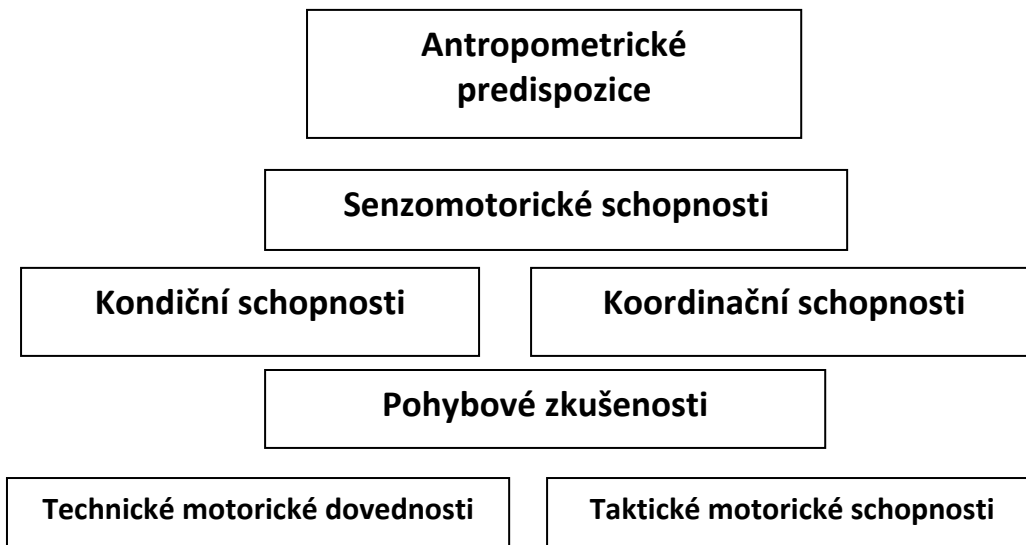 Antropometrické
predispozice
Senzomotorické schopnosti
Kondiční schopnosti
Koordinační schopnosti
Pohybové zkušenosti
Technické motorické dovednosti
Taktické motorické schopnosti